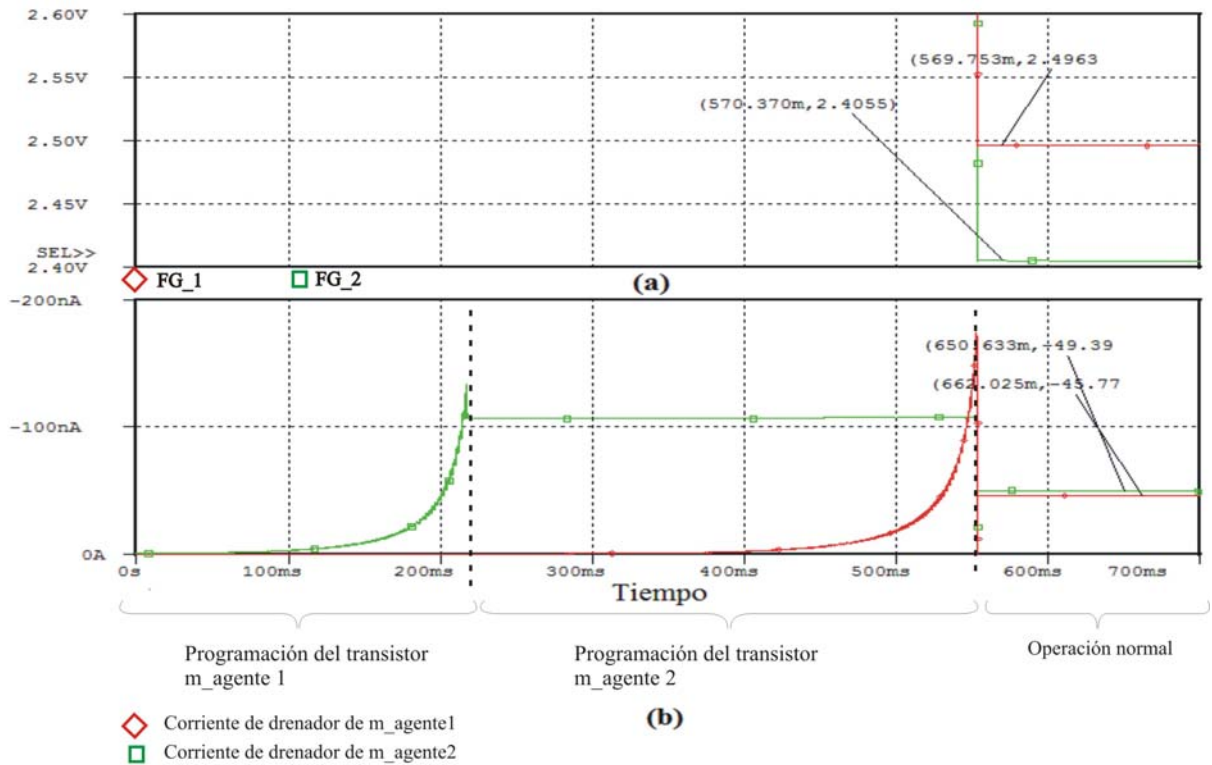 2.60V
2.55V
2.50V
2.45V
SEL>>
2.40V
(569.753m,2.4963
(570.370m,2.4055)
FG_1
FG_2
(a)
-200nA
-100nA
0A
(650.633m,-49.39
(662.025m,-45.77
0s
100ms
200ms
300ms
400ms
500ms
600ms
700ms
Tiempo
Programación del transistor
m_agente 1
Programación del transistor
m_agente 2
Operación normal
Corriente de drenador de m_agente1
Corriente de drenador de m_agente2
(b)